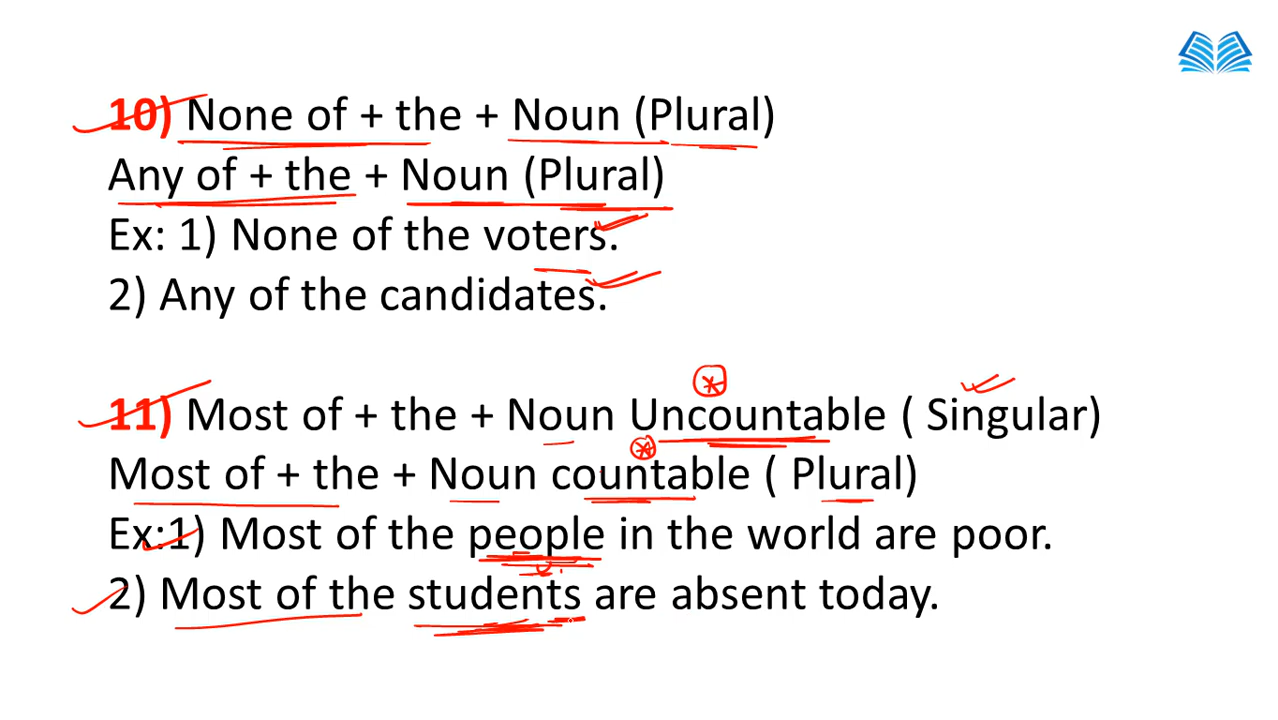 10) None of + the + Noun (Plural)
Any of + the + Noun (Plural)
Ex: 1) None of the voters.
2) Any of the candidates.
11) Most of + the + Noun Uncountable ( Singular)
Most of + the + Noun countable ( Plural)
Ex:1) Most of the people in the world are poor.
2) Most of the students are absent today.